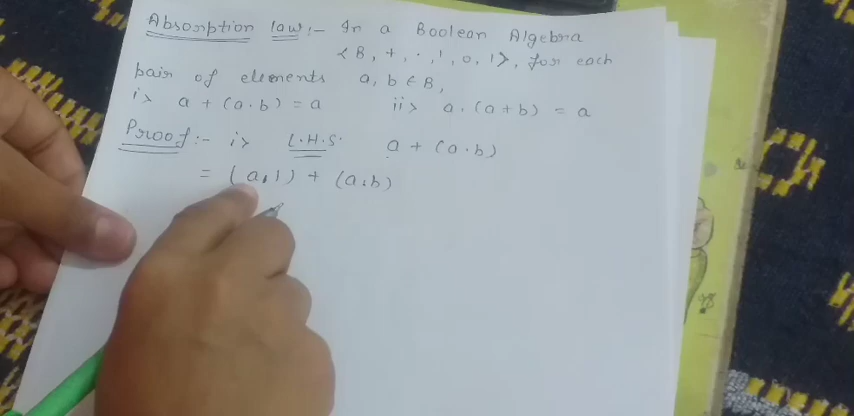 Absorption law:- In a Boolean Algebra
< B, +, ·, ', 0, 1 >, for each
pair of elements a, b ∈ B,
i> a + (a·b) = a ii> a·(a+b) = a
Proof:- i> L.H.S. a + (a·b)
= (a·1) + (a·b)